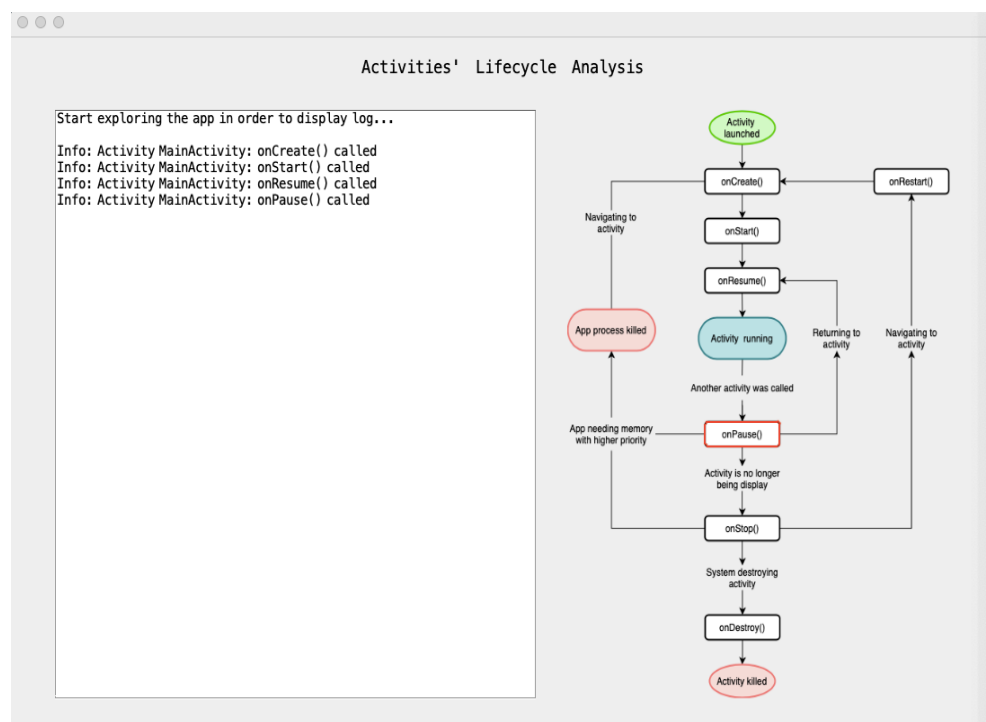 Activities' Lifecycle Analysis
Start exploring the app in order to display log...
Info: Activity MainActivity: onCreate() called
Info: Activity MainActivity: onStart() called
Info: Activity MainActivity: onResume() called
Info: Activity MainActivity: onPause() called
Activity
launched
onCreate()
onRestart()
Navigating to
activity
onStart()
onResume()
App process killed
Activity running
Returning to
activity
Navigating to
activity
Another activity was called
App needing memory
with higher priority
onPause()
Activity is no longer
being display
onStop()
System destroying
activity
onDestroy()
Activity killed